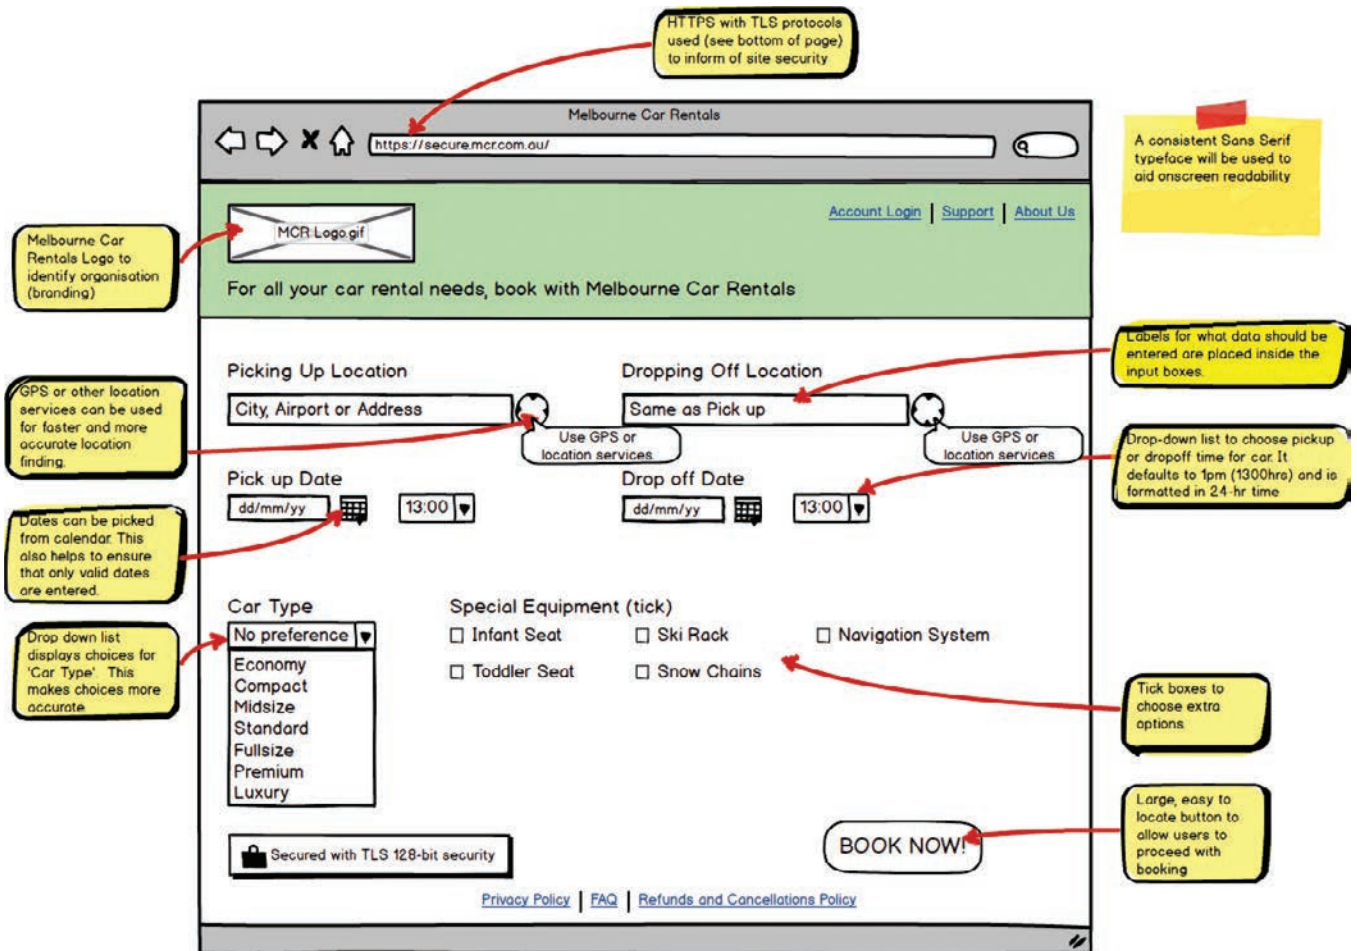 HTTPS with TLS protocols
used (see bottom of page)
to inform of site security
Melbourne Car Rentals
https://secure.mcr.com.au/
A consistent Sans Serif
typeface will be used to
aid onscreen readability
MCR Logo.gif
Account Login | Support | About Us
For all your car rental needs, book with Melbourne Car Rentals
Melbourne Car
Rentals Logo to
identify organisation
(branding)
Picking Up Location
Dropping Off Location
City, Airport or Address
Same as Pick up
Use GPS or
location services
Use GPS or
location services
Labels for what data should be
entered are placed inside the
input boxes.
GPS or other location
services can be used
for faster and more
accurate location
finding.
Pick up Date
Drop off Date
dd/mm/yy
13:00
dd/mm/yy
13:00
Drop-down list to choose pickup
or dropoff time for car. It
defaults to 1pm (1300hrs) and is
formatted in 24-hr time
Dates can be picked
from calendar. This
also helps to ensure
that only valid dates
are entered.
Car Type
No preference
Economy
Compact
Midsize
Standard
Fullsize
Premium
Luxury
Special Equipment (tick)
Infant Seat
Ski Rack
Navigation System
Toddler Seat
Snow Chains
Drop down list
displays choices for
'Car Type'. This
makes choices more
accurate
Tick boxes to
choose extra
options.
Large, easy to
locate button to
allow users to
proceed with
booking
Secured with TLS 128-bit security
BOOK NOW!
Privacy Policy | FAQ | Refunds and Cancellations Policy